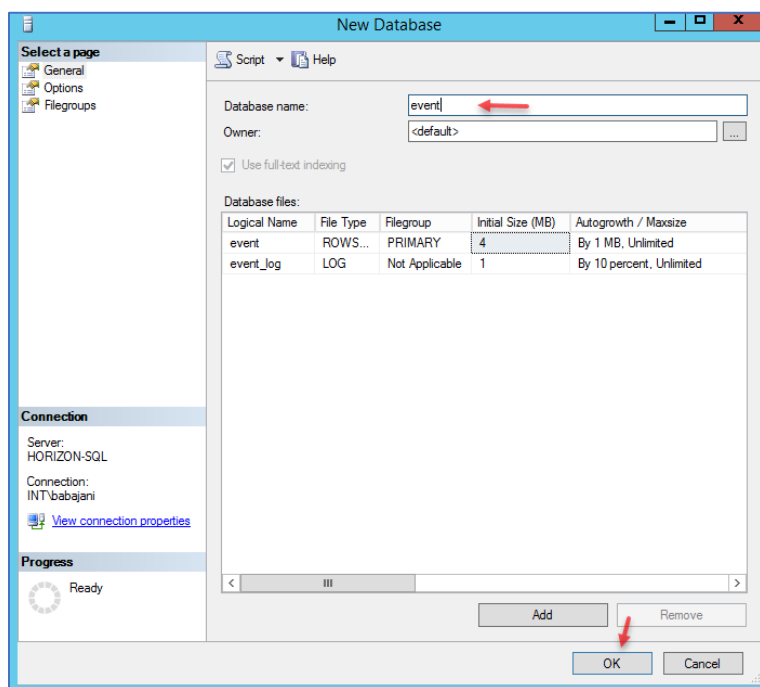 New Database
Select a page
General
Options
Filegroups
Script Help
Database name: event
Owner: <default> ...
Use full-text indexing
Database files:
Logical Name File Type Filegroup Initial Size (MB) Autogrowth / Maxsize
event ROWS... PRIMARY 4 By 1 MB, Unlimited
event_log LOG Not Applicable 1 By 10 percent, Unlimited
Connection
Server:
HORIZON-SQL
Connection:
INT\babajani
View connection properties
Progress
Ready
Add Remove
OK Cancel